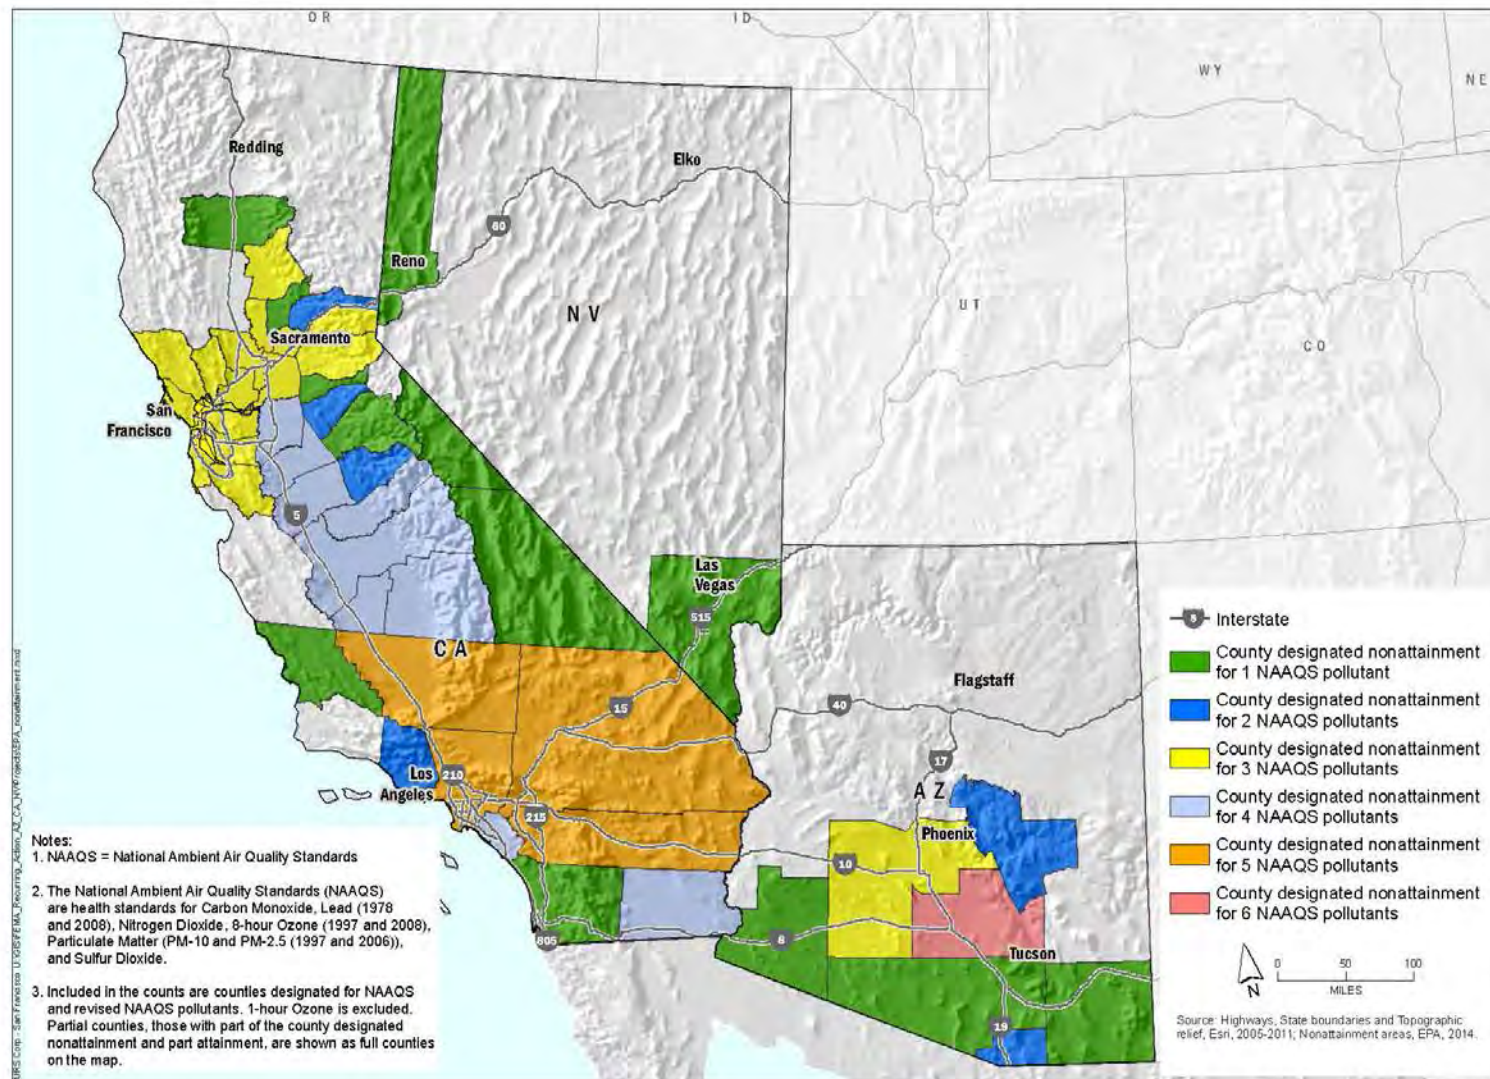 OR
ID
WY
NE
Redding
Elko
80
Reno
NV
UT
CO
Sacramento
San
Francisco
5
Las
Vegas
515
CA
15
40
Flagstaff
17
AZ
Los
Angeles
210
215
Phoenix
10
8
805
Tucson
19
5 Interstate
County designated nonattainment
for 1 NAAQS pollutant
County designated nonattainment
for 2 NAAQS pollutants
County designated nonattainment
for 3 NAAQS pollutants
County designated nonattainment
for 4 NAAQS pollutants
County designated nonattainment
for 5 NAAQS pollutants
County designated nonattainment
for 6 NAAQS pollutants
N
0 50 100
MILES
Source: Highways, State boundaries and Topographic
relief, Esri, 2005-2011; Nonattainment areas, EPA, 2014.
Notes:
1. NAAQS = National Ambient Air Quality Standards
2. The National Ambient Air Quality Standards (NAAQS)
are health standards for Carbon Monoxide, Lead (1978
and 2008), Nitrogen Dioxide, 8-hour Ozone (1997 and 2008),
Particulate Matter (PM-10 and PM-2.5 (1997 and 2006)),
and Sulfur Dioxide.
3. Included in the counts are counties designated for NAAQS
and revised NAAQS pollutants. 1-hour Ozone is excluded.
Partial counties, those with part of the county designated
nonattainment and part attainment, are shown as full counties
on the map.
URS Corp - San Francisco